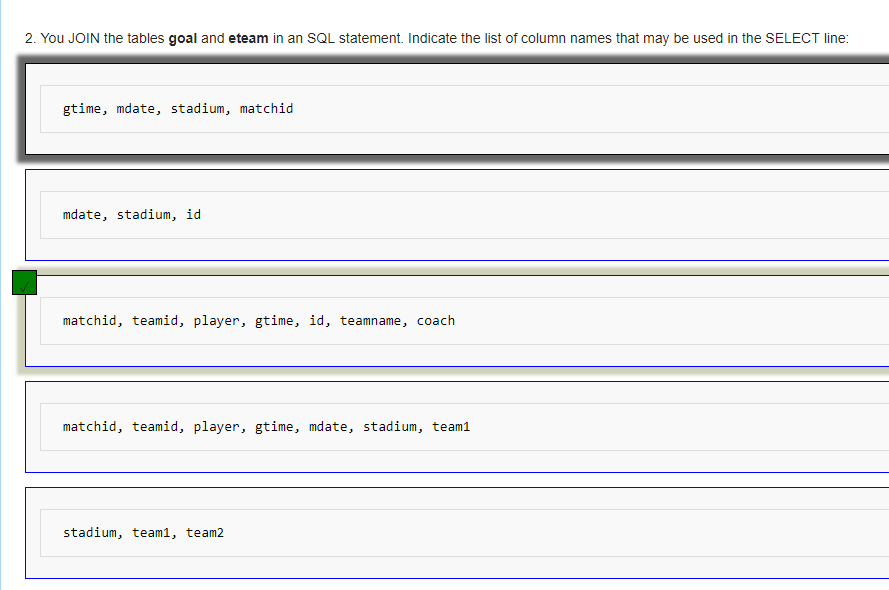 2. You JOIN the tables goal and eteam in an SQL statement. Indicate the list of column names that may be used in the SELECT line:
gtime, mdate, stadium, matchid
mdate, stadium, id
✓
matchid, teamid, player, gtime, id, teamname, coach
matchid, teamid, player, gtime, mdate, stadium, team1
stadium, team1, team2